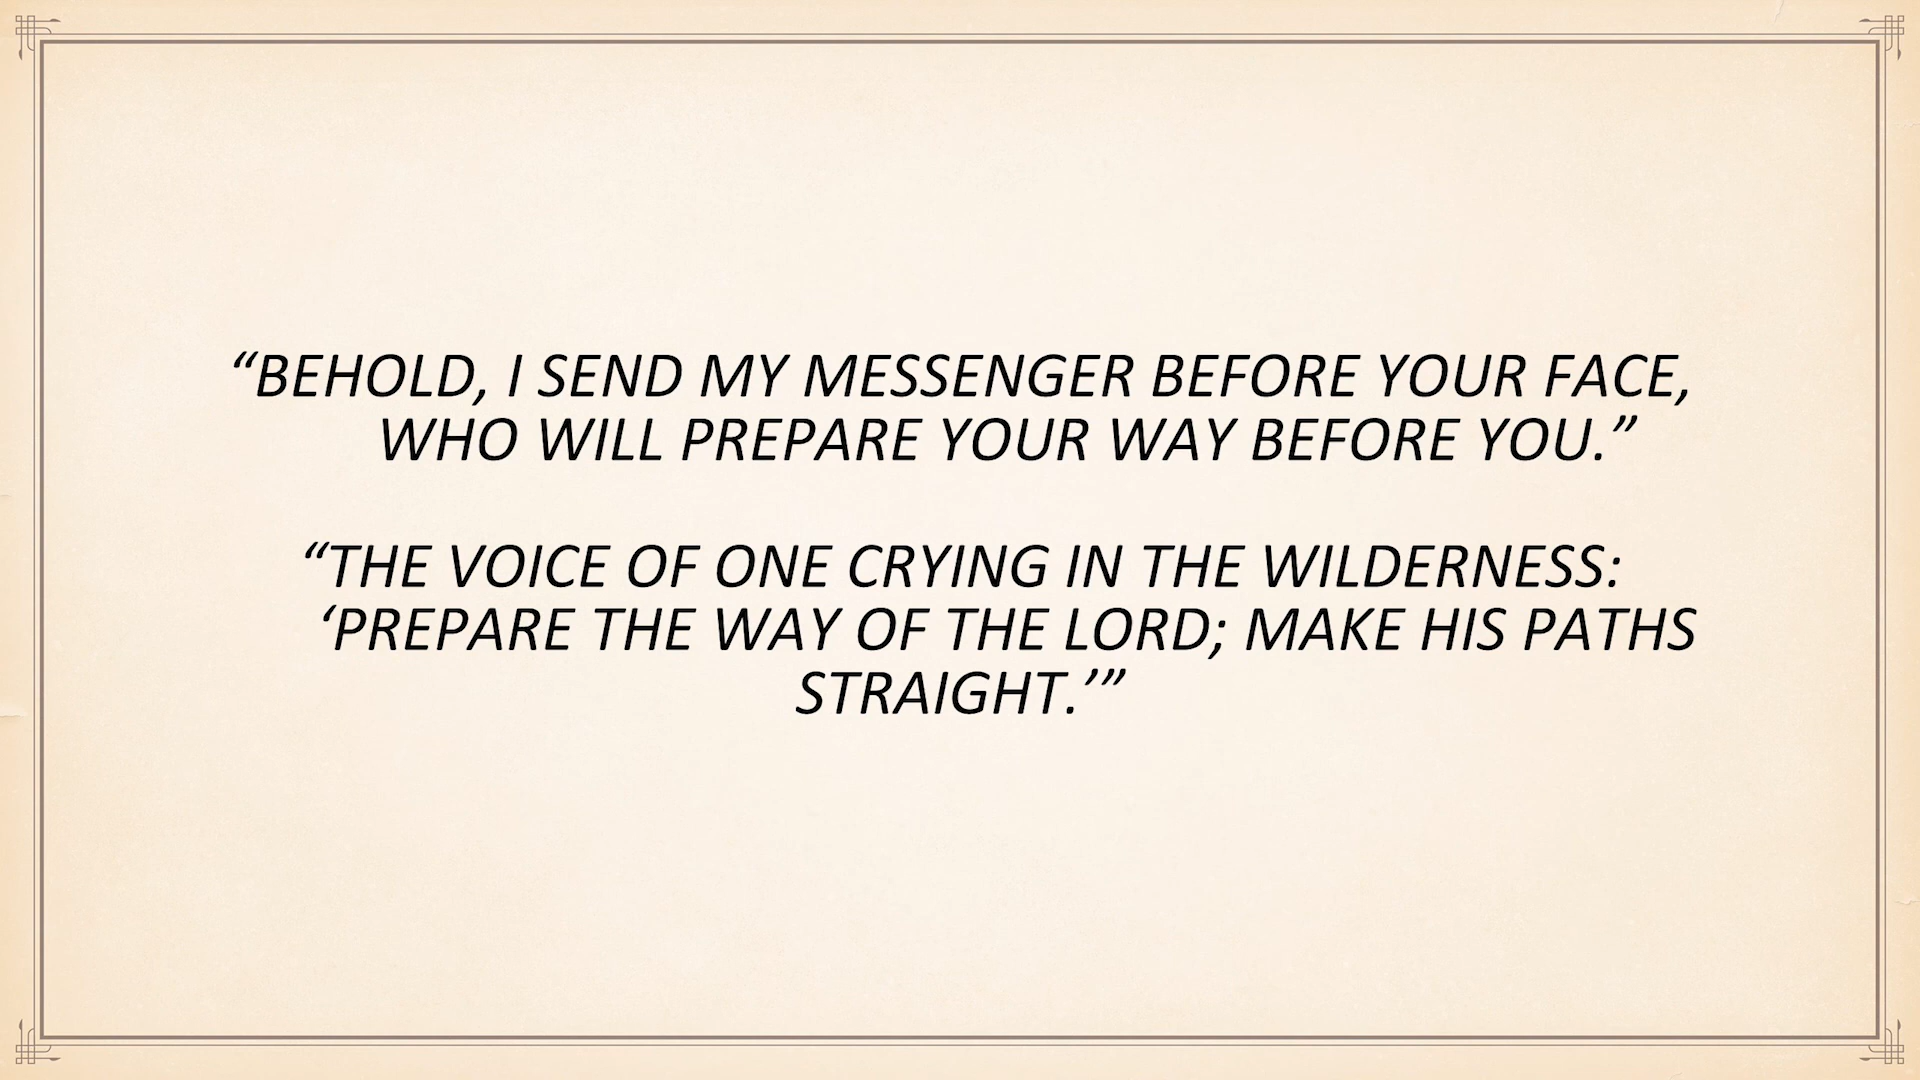 “BEHOLD, I SEND MY MESSENGER BEFORE YOUR FACE,
WHO WILL PREPARE YOUR WAY BEFORE YOU.”
“THE VOICE OF ONE CRYING IN THE WILDERNESS:
‘PREPARE THE WAY OF THE LORD; MAKE HIS PATHS
STRAIGHT.’”